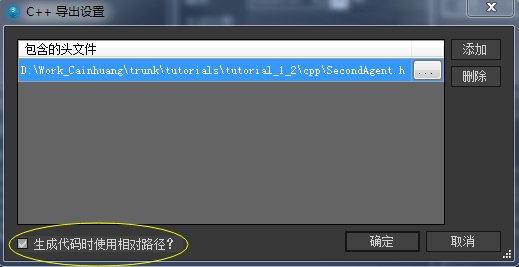 C++ 导出设置
包含的头文件
添加
D:\Work_Cainhuang\trunk\tutorials\tutorial_1_2\cpp\SecondAgent.h
...
删除
生成代码时使用相对路径?
确定
取消